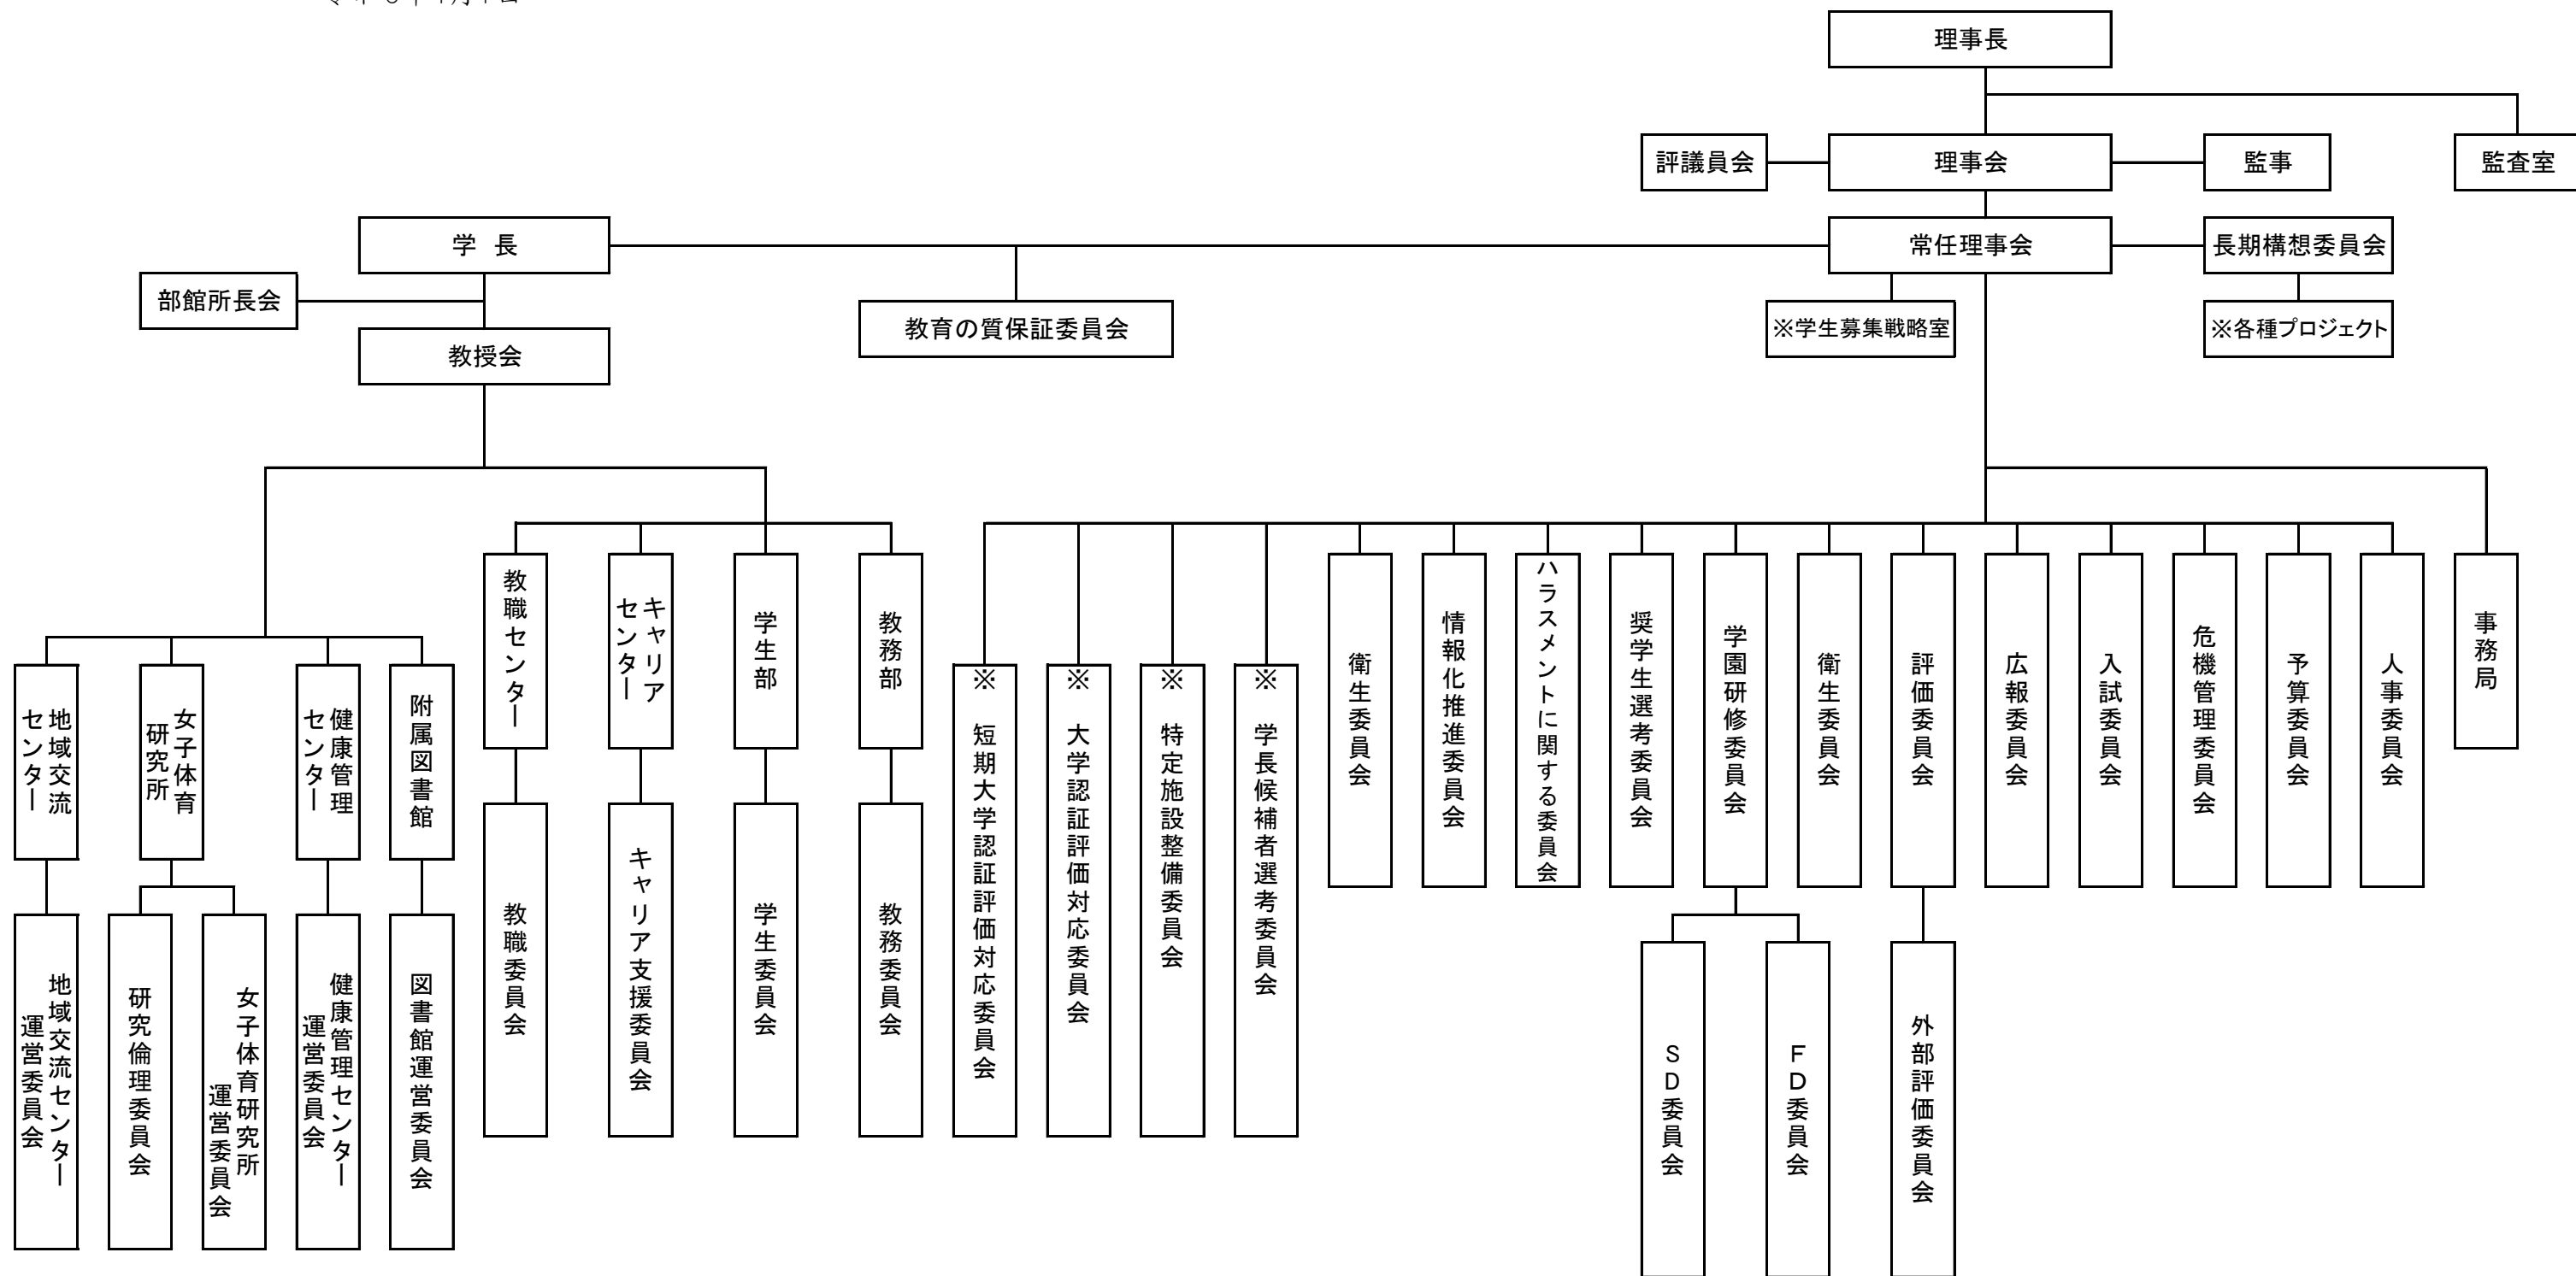 理事長
評議員会
理事会
監事
監査室
学 長
常任理事会
長期構想委員会
部館所長会
教育の質保証委員会
※学生募集戦略室
※各種プロジェクト
教授会
教職センター
キャリア
センター
学生部
教務部
衛生委員会
情報化推進委員会
ハラスメントに関する委員会
奨学生選考委員会
学園研修委員会
衛生委員会
評価委員会
広報委員会
入試委員会
危機管理委員会
予算委員会
人事委員会
事務局
地域交流
センター
女子体育
研究所
健康管理
センター
附属図書館
※ 短期大学認証評価対応委員会
※ 大学認証評価対応委員会
※ 特定施設整備委員会
※ 学長候補者選考委員会
教職委員会
キャリア支援委員会
学生委員会
教務委員会
地域交流センター
運営委員会
研究倫理委員会
女子体育研究所
運営委員会
健康管理センター
運営委員会
図書館運営委員会
SD委員会
FD委員会
外部評価委員会